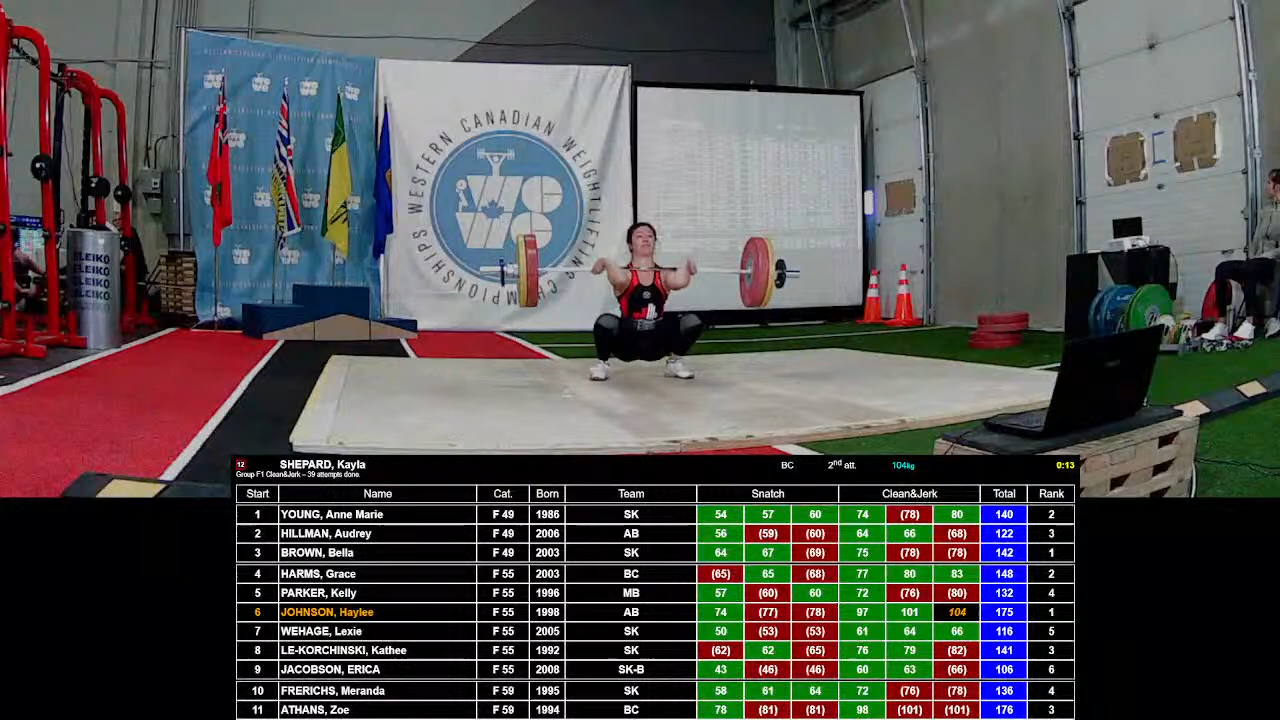 WESTERN CANADIAN WEIGHTLIFTING CHAMPIONSHIPS
WC
WC
ELEIKO
ELEIKO
ELEIKO
ELEIKO
12 SHEPARD, Kayla BC 2nd att. 104kg 0:13
Group F1 Clean&Jerk – 39 attempts done.
Start Name Cat. Born Team Snatch Clean&Jerk Total Rank
1 YOUNG, Anne Marie F 49 1986 SK 54 57 60 74 (78) 80 140 2
2 HILLMAN, Audrey F 49 2006 AB 56 (59) (60) 64 66 (68) 122 3
3 BROWN, Bella F 49 2003 SK 64 67 (69) 75 (78) (78) 142 1
4 HARMS, Grace F 55 2003 BC (65) 65 (68) 77 80 83 148 2
5 PARKER, Kelly F 55 1996 MB 57 (60) 60 72 (76) (80) 132 4
6 JOHNSON, Haylee F 55 1998 AB 74 (77) (78) 97 101 104 175 1
7 WEHAGE, Lexie F 55 2005 SK 50 (53) (53) 61 64 66 116 5
8 LE-KORCHINSKI, Kathee F 55 1992 SK (62) 62 (65) 76 79 (82) 141 3
9 JACOBSON, ERICA F 55 2008 SK-B 43 (46) (46) 60 63 (66) 106 6
10 FRERICHS, Meranda F 59 1995 SK 58 61 64 72 (76) (78) 136 4
11 ATHANS, Zoe F 59 1994 BC 78 (81) (81) 98 (101) (101) 176 3